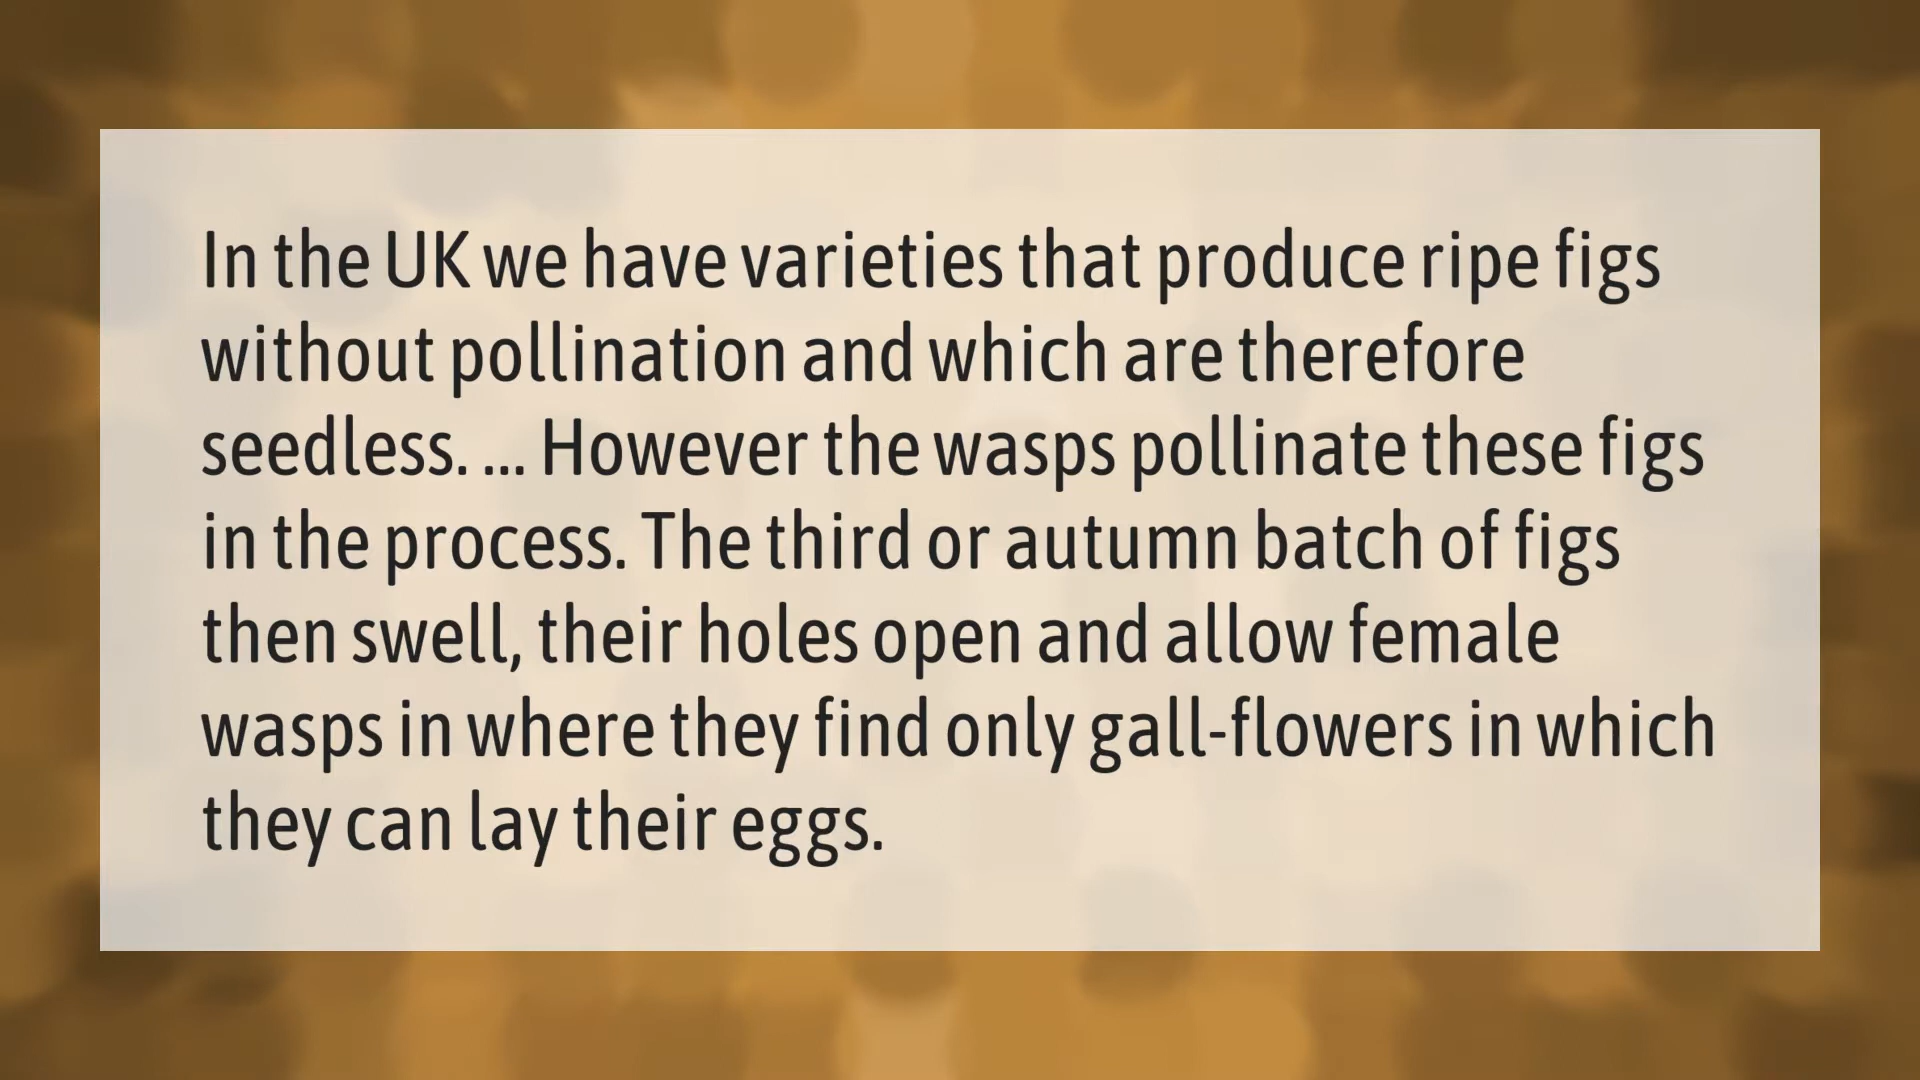 In the UK we have varieties that produce ripe figs
without pollination and which are therefore
seedless. ... However the wasps pollinate these figs
in the process. The third or autumn batch of figs
then swell, their holes open and allow female
wasps in where they find only gall-flowers in which
they can lay their eggs.